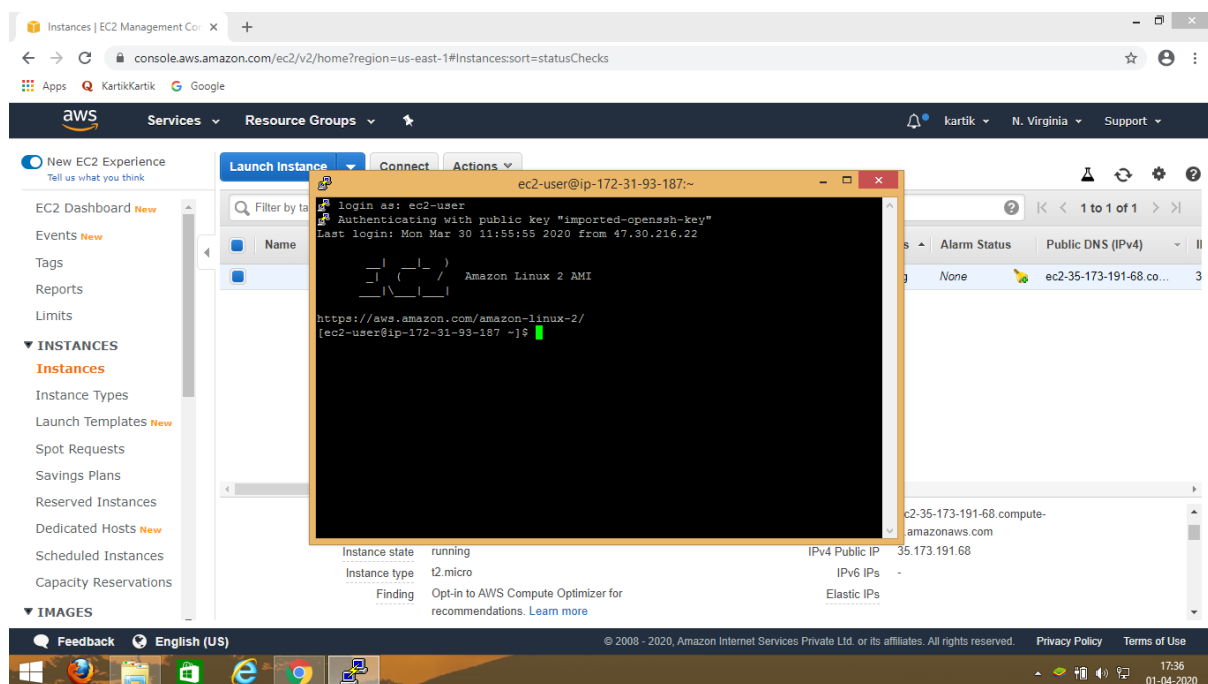 Instances | EC2 Management Con
console.aws.amazon.com/ec2/v2/home?region=us-east-1#Instances:sort=statusChecks
Apps KartikKartik Google
aws Services Resource Groups kartik N. Virginia Support
New EC2 Experience
Tell us what you think
Launch Instance Connect Actions
EC2 Dashboard New
Events New
Tags
Reports
Limits
INSTANCES
Instances
Instance Types
Launch Templates New
Spot Requests
Savings Plans
Reserved Instances
Dedicated Hosts New
Scheduled Instances
Capacity Reservations
IMAGES
Filter by ta 1 to 1 of 1
Name Alarm Status Public DNS (IPv4)
None ec2-35-173-191-68.co...
ec2-user@ip-172-31-93-187:~
login as: ec2-user
Authenticating with public key "imported-openssh-key"
Last login: Mon Mar 30 11:55:55 2020 from 47.30.216.22
__|  __|_  )
_|  (     /   Amazon Linux 2 AMI
___|\___|___|
https://aws.amazon.com/amazon-linux-2/
[ec2-user@ip-172-31-93-187 ~]$
c2-35-173-191-68.compute-
.amazonaws.com
Instance state running IPv4 Public IP 35.173.191.68
Instance type t2.micro IPv6 IPs -
Finding Opt-in to AWS Compute Optimizer for Elastic IPs
recommendations. Learn more
Feedback English (US) © 2008 - 2020, Amazon Internet Services Private Ltd. or its affiliates. All rights reserved. Privacy Policy Terms of Use
17:36
01-04-2020